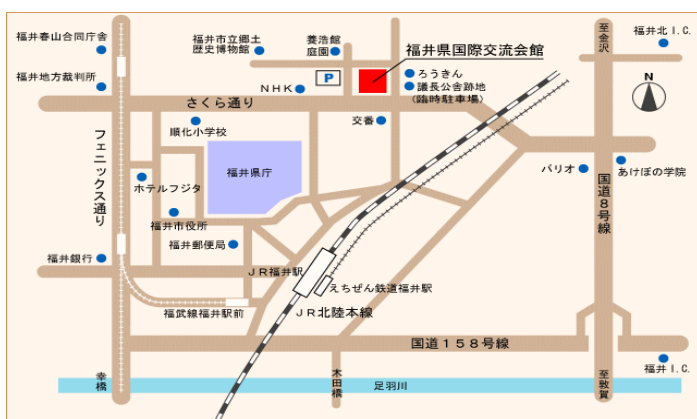 福井春山合同庁舎
福井市立郷土
歴史博物館
養浩館
庭園
福井県国際交流会館
至金沢
福井北I.C.
福井地方裁判所
P
NHK
ろうきん
議長公舎跡地
(臨時駐車場)
N
さくら通り
順化小学校
交番
フェニックス通り
福井県庁
パリオ
あけぼの学院
ホテルフジタ
国道8号線
福井市役所
福井郵便局
福井銀行
JR福井駅
えちぜん鉄道福井駅
福武線福井駅前
JR北陸本線
国道158号線
福井I.C.
幸橋
木田橋
足羽川
至敦賀